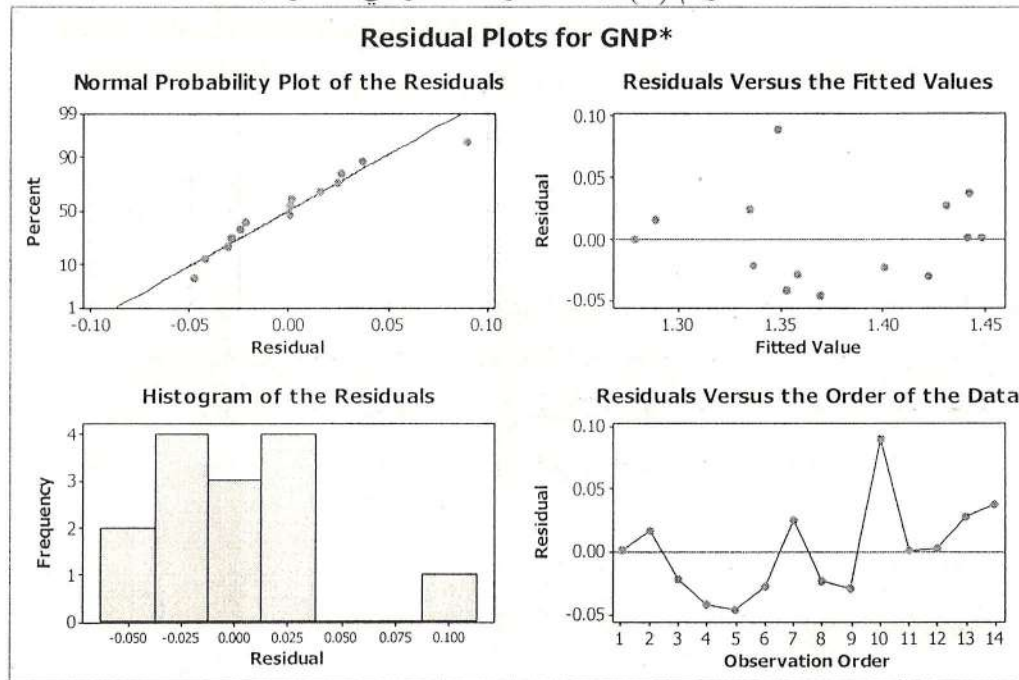 Residual Plots for GNP*
Normal Probability Plot of the Residuals
99
90
50
10
1
Percent
-0.10 -0.05 0.00 0.05 0.10
Residual
Residuals Versus the Fitted Values
0.10
0.05
0.00
-0.05
Residual
1.30 1.35 1.40 1.45
Fitted Value
Histogram of the Residuals
4
3
2
1
0
Frequency
-0.050 -0.025 0.000 0.025 0.050 0.075 0.100
Residual
Residuals Versus the Order of the Data
0.10
0.05
0.00
-0.05
Residual
1 2 3 4 5 6 7 8 9 10 11 12 13 14
Observation Order